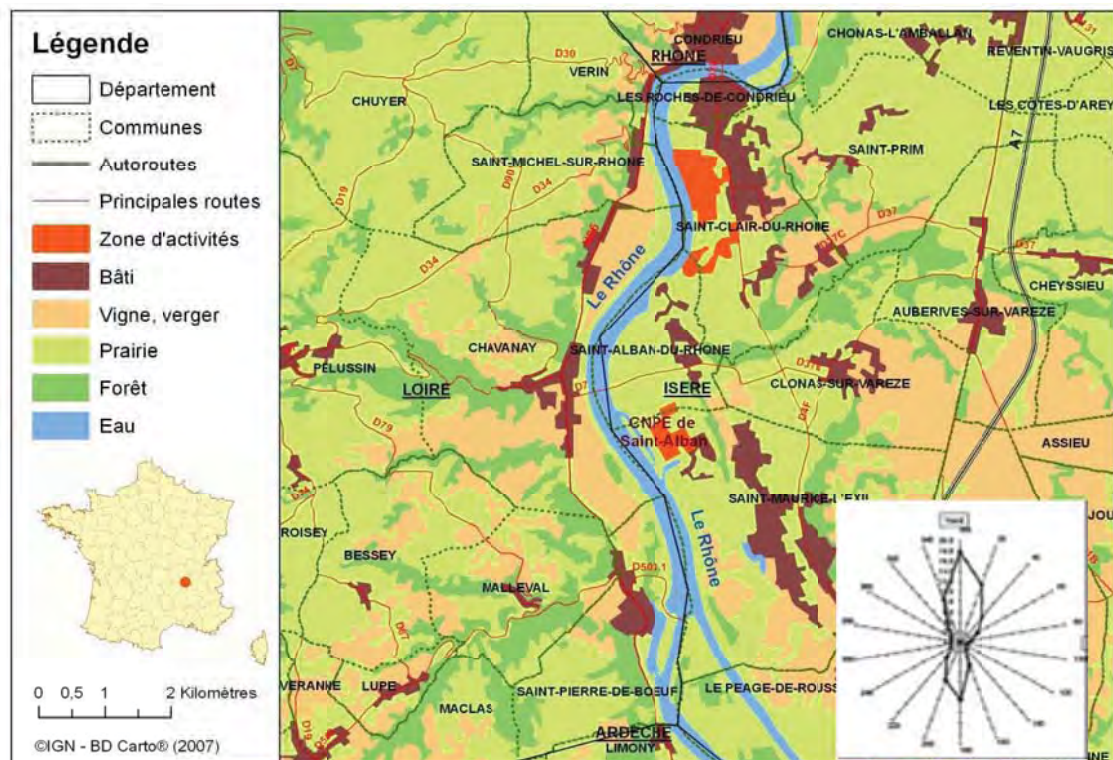 Légende
Département
Communes
Autoroutes
Principales routes
Zone d'activités
Bâti
Vigne, verger
Prairie
Forêt
Eau
0 0,5 1 2 Kilomètres
©IGN - BD Carto® (2007)
CONDRIEU
RHONE
CHONAS-L'AMBALLAN
REVENTIN-VAUGRIS
D30
VERIN
CHUYER
LES ROCHES-DE-CONDRIEU
LES COTES-D'AREY
A7
SAINT-PRIM
SAINT-MICHEL-SUR-RHONE
D19
D90
D34
D37
SAINT-CLAIR-DU-RHONE
D37C
D37
D34
Le Rhône
CHEYSSIEU
AUBERIVES-SUR-VAREZE
CHAVANAY
SAINT-ALBAN-DU-RHONE
PELUSSIN
LOIRE
D7
ISERE
CLONAS-SUR-VAREZE
D4F
D79
CNPE de
Saint-Alban
ASSIEU
SAINT-MAURICE-L'EXIL
Le Rhône
ROISEY
BESSEY
MALLEVAL
D503.1
D67
VERANNE
LUPE
SAINT-PIERRE-DE-BOEUF
LE PEAGE-DE-ROUSS
MACLAS
D19
ARDECHE
LIMONY
Nord